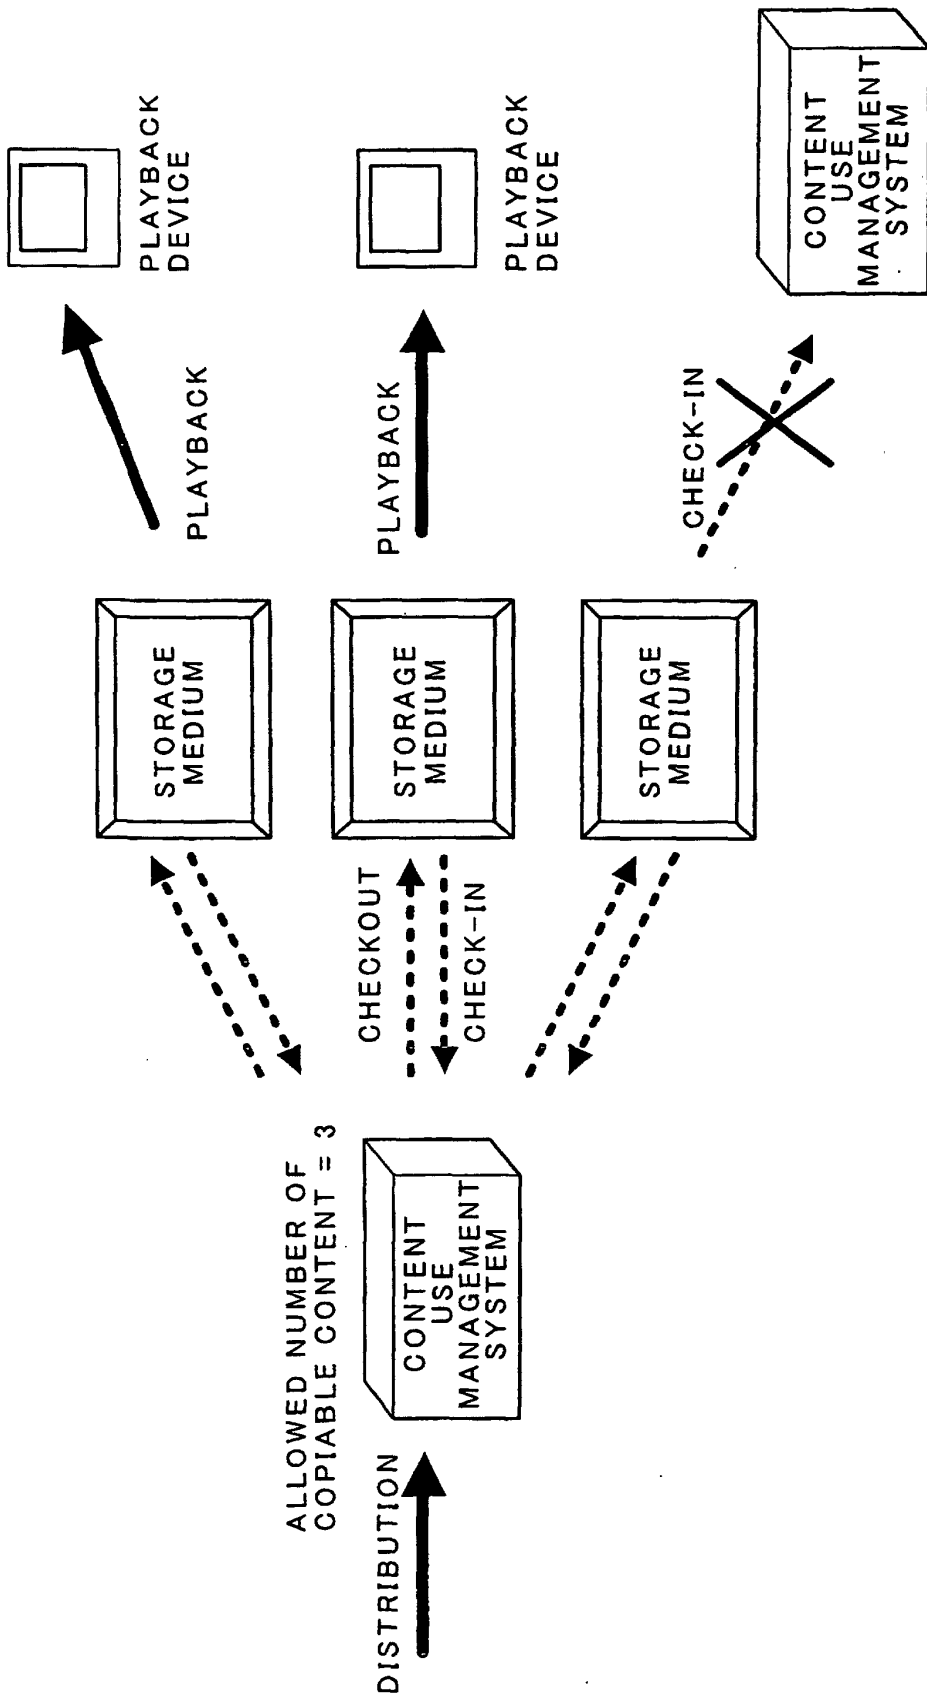 ALLOWED NUMBER OF
COPIABLE CONTENT = 3
DISTRIBUTION
CONTENT
USE
MANAGEMENT
SYSTEM
CHECKOUT
CHECK-IN
STORAGE
MEDIUM
STORAGE
MEDIUM
STORAGE
MEDIUM
PLAYBACK
PLAYBACK
CHECK-IN
PLAYBACK
DEVICE
PLAYBACK
DEVICE
CONTENT
USE
MANAGEMENT
SYSTEM